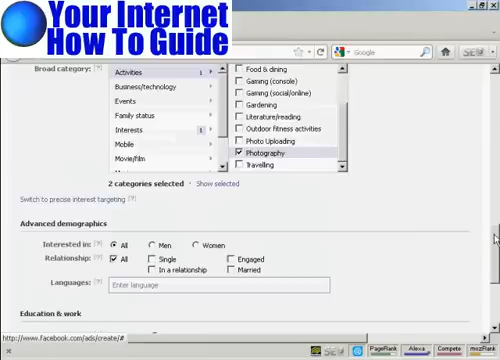 Your Internet
How To Guide
Google
Broad category: [?]
Activities 1
Business/technology
Events
Family status
Interests 1
Mobile
Movie/film
Food & dining
Gaming (console)
Gaming (social/online)
Gardening
Literature/reading
Outdoor fitness activities
Photo Uploading
Photography
Travelling
2 categories selected · Show selected
Switch to precise interest targeting [?]
Advanced demographics
Interested in: [?] All Men Women
Relationship: [?] All Single Engaged
In a relationship Married
Languages: [?] Enter language
Education & work
http://www.facebook.com/ads/create/#
PageRank Alexa Compete mozRank